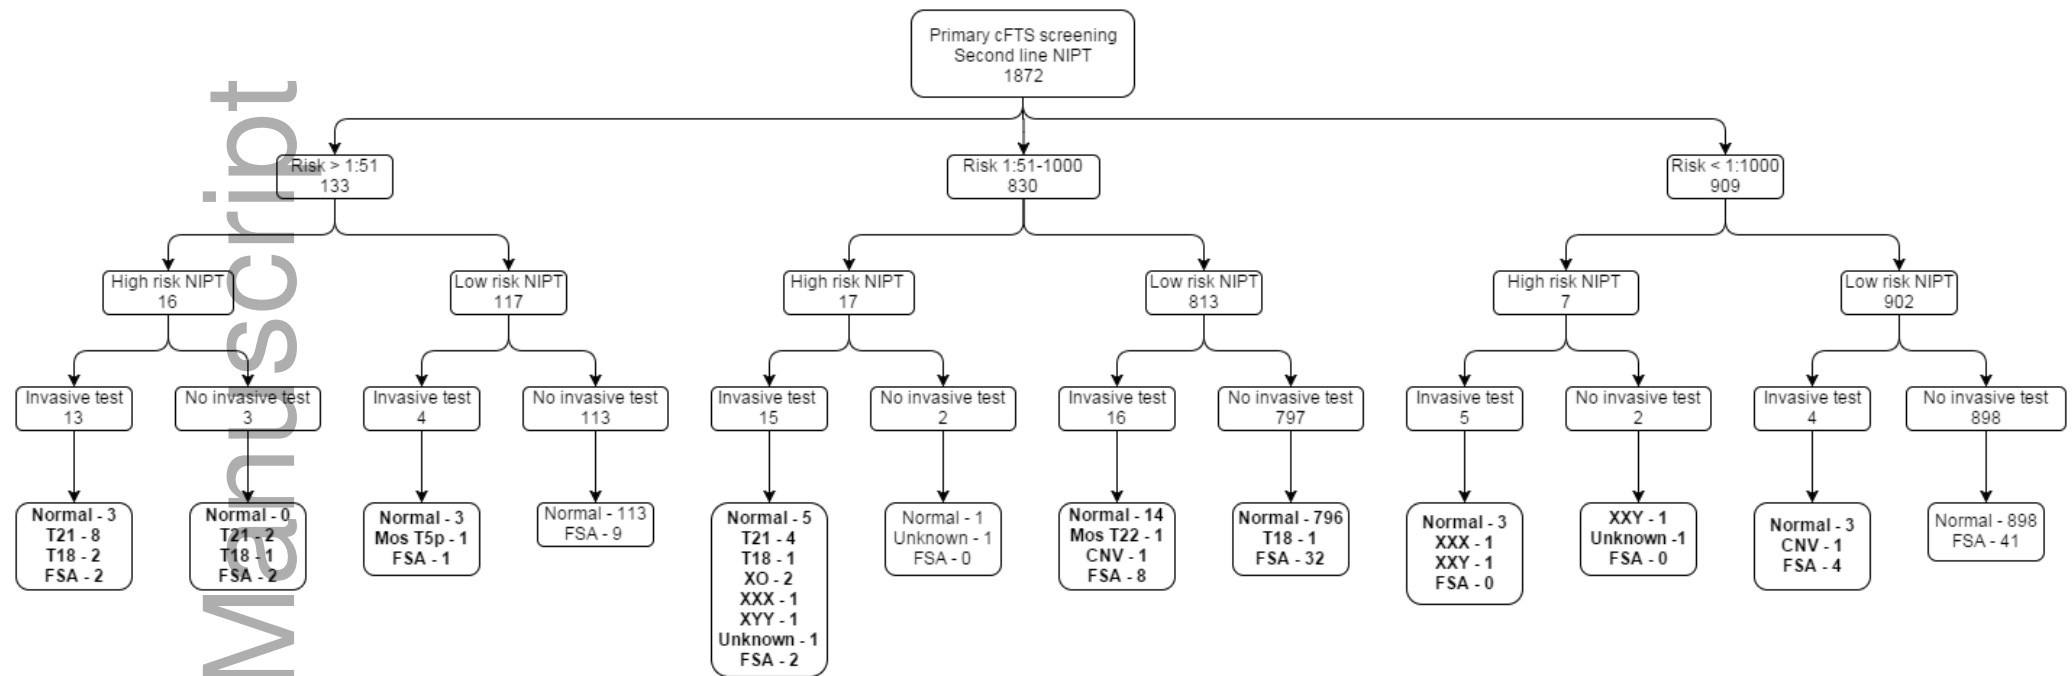 Primary cFTS screening
Second line NIPT
1872
Risk > 1:51
133
Risk 1:51-1000
830
Risk < 1:1000
909
High risk NIPT
16
Low risk NIPT
117
High risk NIPT
17
Low risk NIPT
813
High risk NIPT
7
Low risk NIPT
902
Invasive test
13
No invasive test
3
Invasive test
4
No invasive test
113
Invasive test
15
No invasive test
2
Invasive test
16
No invasive test
797
Invasive test
5
No invasive test
2
Invasive test
4
No invasive test
898
Normal - 3
T21 - 8
T18 - 2
FSA - 2
Normal - 0
T21 - 2
T18 - 1
FSA - 2
Normal - 3
Mos T5p - 1
FSA - 1
Normal - 113
FSA - 9
Normal - 5
T21 - 4
T18 - 1
XO - 2
XXX - 1
XYY - 1
Unknown - 1
FSA - 2
Normal - 1
Unknown - 1
FSA - 0
Normal - 14
Mos T22 - 1
CNV - 1
FSA - 8
Normal - 796
T18 - 1
FSA - 32
Normal - 3
XXX - 1
XXY - 1
FSA - 0
XXY - 1
Unknown -1
FSA - 0
Normal - 3
CNV - 1
FSA - 4
Normal - 898
FSA - 41
Manuscript